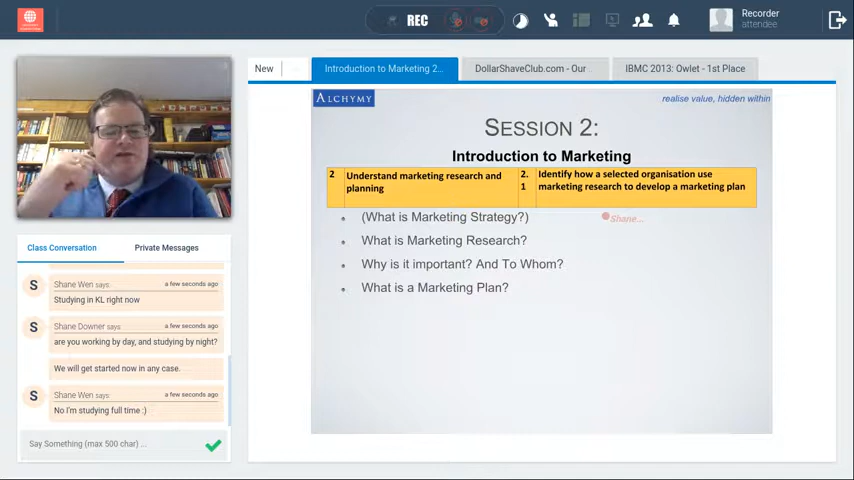 REC
Recorder
attendee
New
Introduction to Marketing 2...
DollarShaveClub.com - Our
IBMC 2013: Owlet - 1st Place
ALCHYMY
realise value, hidden within
SESSION 2:
Introduction to Marketing
2
Understand marketing research and
planning
2.
1
Identify how a selected organisation use
marketing research to develop a marketing plan
(What is Marketing Strategy?)
Shane...
What is Marketing Research?
Why is it important? And To Whom?
What is a Marketing Plan?
Class Conversation
Private Messages
S
Shane Wen says:
a few seconds ago
Studying in KL right now
S
Shane Downer says:
a few seconds ago
are you working by day, and studying by night?
We will get started now in any case.
S
Shane Wen says:
a few seconds ago
No I'm studying full time :)
Say Something (max 500 char) ...